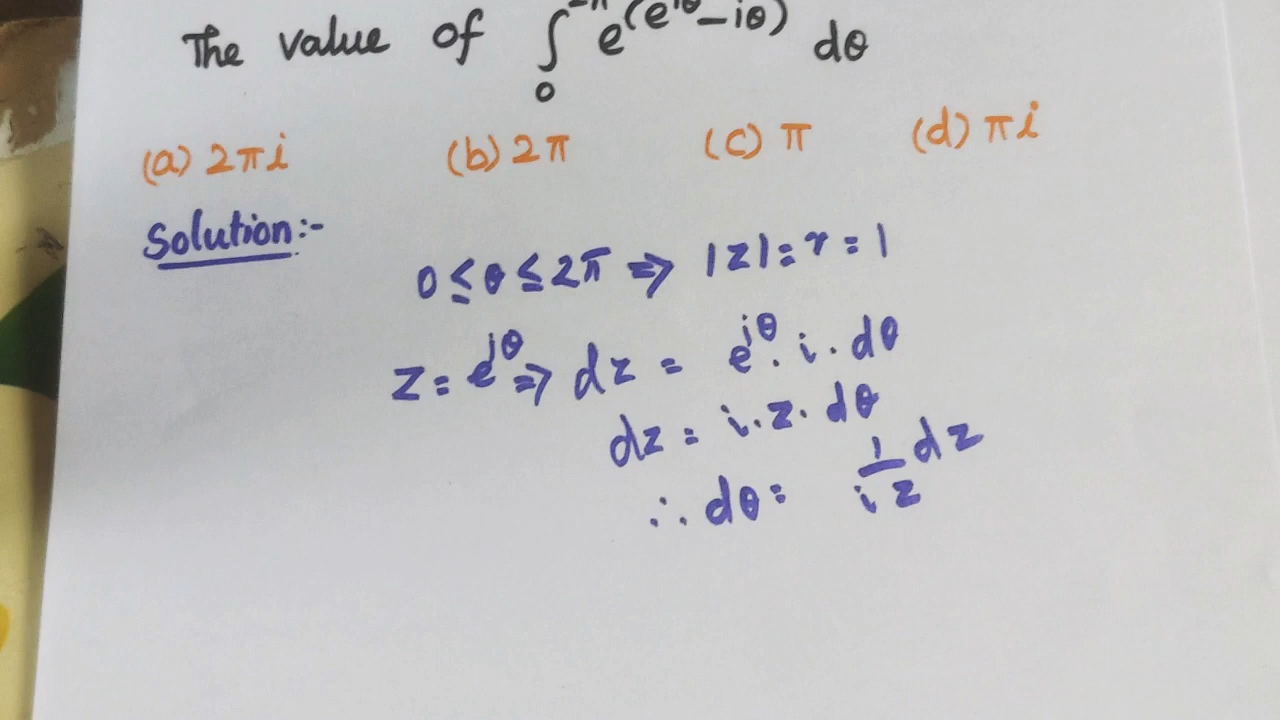 The value of ∫₀ e^(e^iθ - iθ) dθ
(a) 2πi (b) 2π (c) π (d) πi
Solution:-
0 ≤ θ ≤ 2π ⇒ |z| = r = 1
z = e^iθ ⇒ dz = e^iθ . i . dθ
dz = i . z . dθ
∴ dθ = 1/iz dz